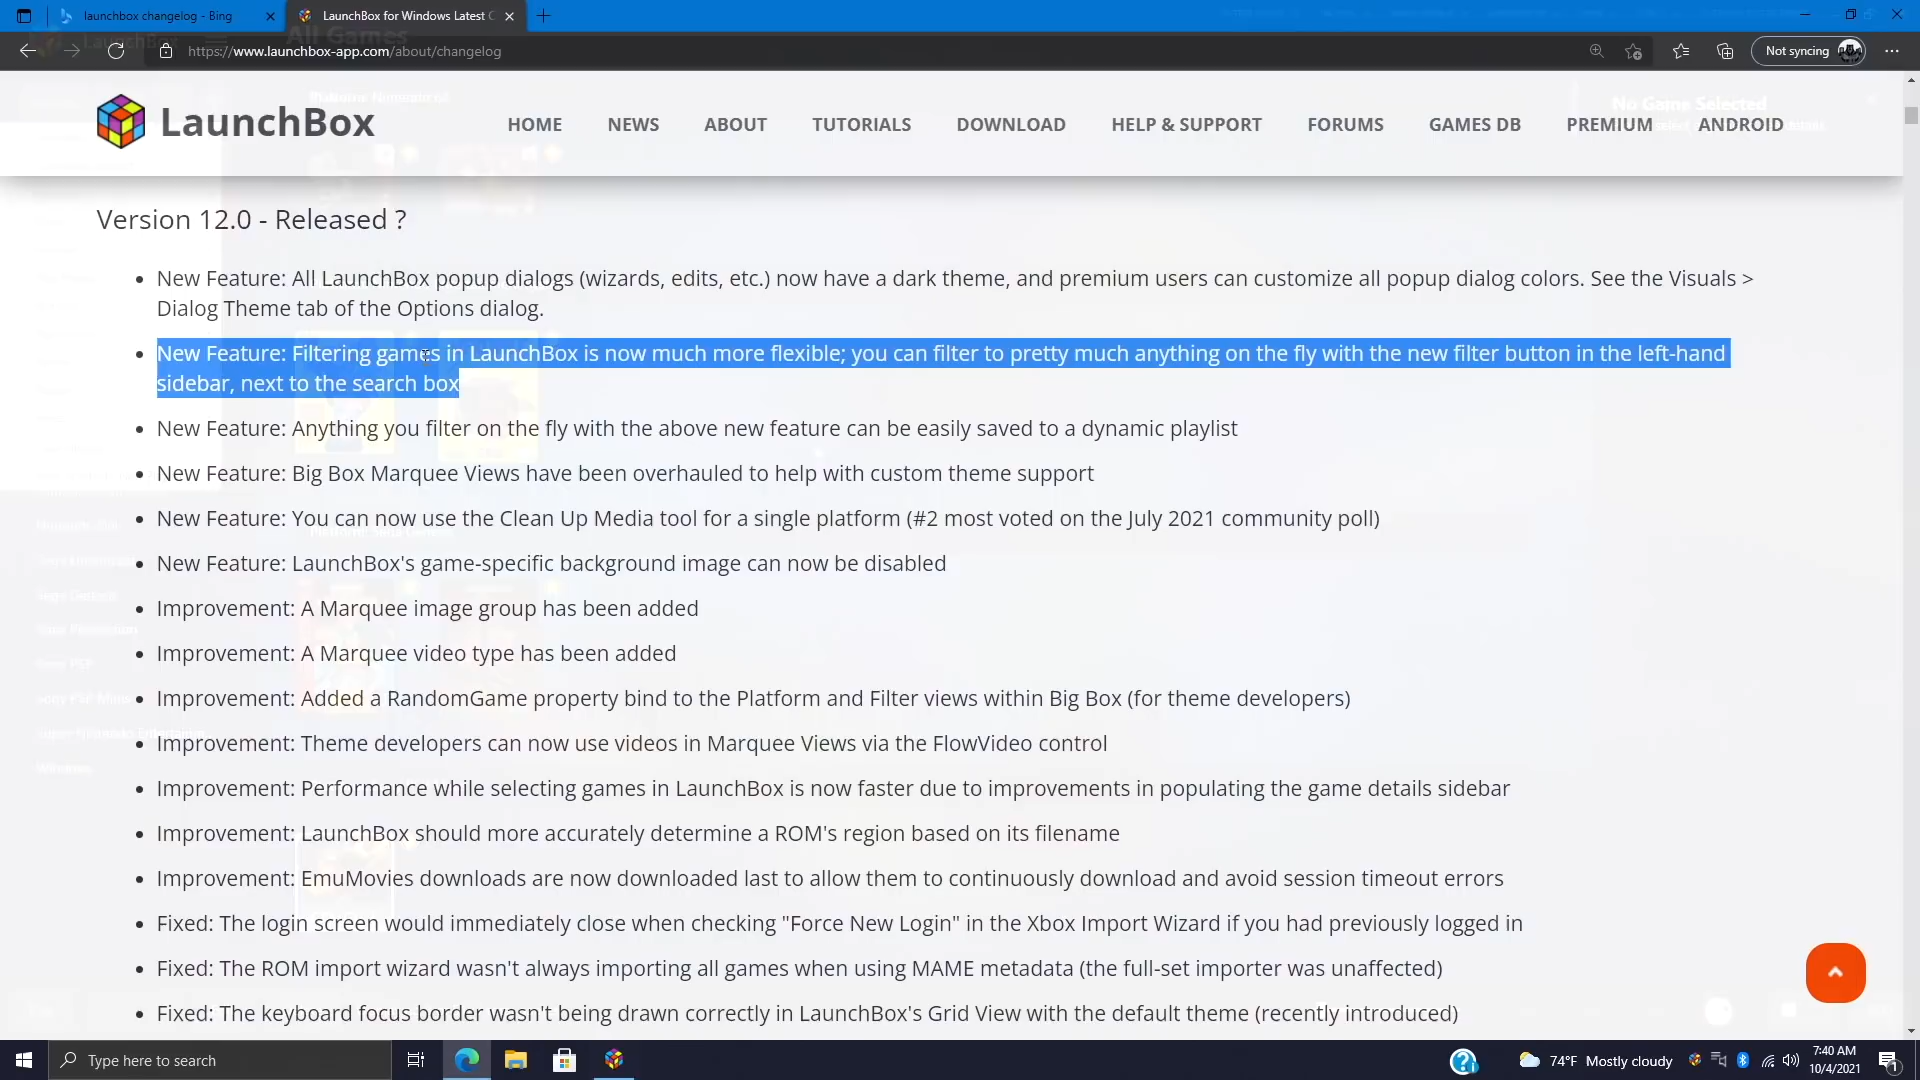 launchbox changelog - Bing
LaunchBox for Windows Latest C
https://www.launchbox-app.com/about/changelog
Not syncing
All Games
Platform: Nintendo 64
No Game Selected
LaunchBox
HOME
NEWS
ABOUT
TUTORIALS
DOWNLOAD
HELP & SUPPORT
FORUMS
GAMES DB
PREMIUM
ANDROID
Version 12.0 - Released ?
New Feature: All LaunchBox popup dialogs (wizards, edits, etc.) now have a dark theme, and premium users can customize all popup dialog colors. See the Visuals >
Dialog Theme tab of the Options dialog.
New Feature: Filtering games in LaunchBox is now much more flexible; you can filter to pretty much anything on the fly with the new filter button in the left-hand
sidebar, next to the search box
New Feature: Anything you filter on the fly with the above new feature can be easily saved to a dynamic playlist
New Feature: Big Box Marquee Views have been overhauled to help with custom theme support
New Feature: You can now use the Clean Up Media tool for a single platform (#2 most voted on the July 2021 community poll)
New Feature: LaunchBox's game-specific background image can now be disabled
Improvement: A Marquee image group has been added
Improvement: A Marquee video type has been added
Improvement: Added a RandomGame property bind to the Platform and Filter views within Big Box (for theme developers)
Improvement: Theme developers can now use videos in Marquee Views via the FlowVideo control
Improvement: Performance while selecting games in LaunchBox is now faster due to improvements in populating the game details sidebar
Improvement: LaunchBox should more accurately determine a ROM's region based on its filename
Improvement: EmuMovies downloads are now downloaded last to allow them to continuously download and avoid session timeout errors
Fixed: The login screen would immediately close when checking "Force New Login" in the Xbox Import Wizard if you had previously logged in
Fixed: The ROM import wizard wasn't always importing all games when using MAME metadata (the full-set importer was unaffected)
Fixed: The keyboard focus border wasn't being drawn correctly in LaunchBox's Grid View with the default theme (recently introduced)
Type here to search
74°F Mostly cloudy
7:40 AM
10/4/2021